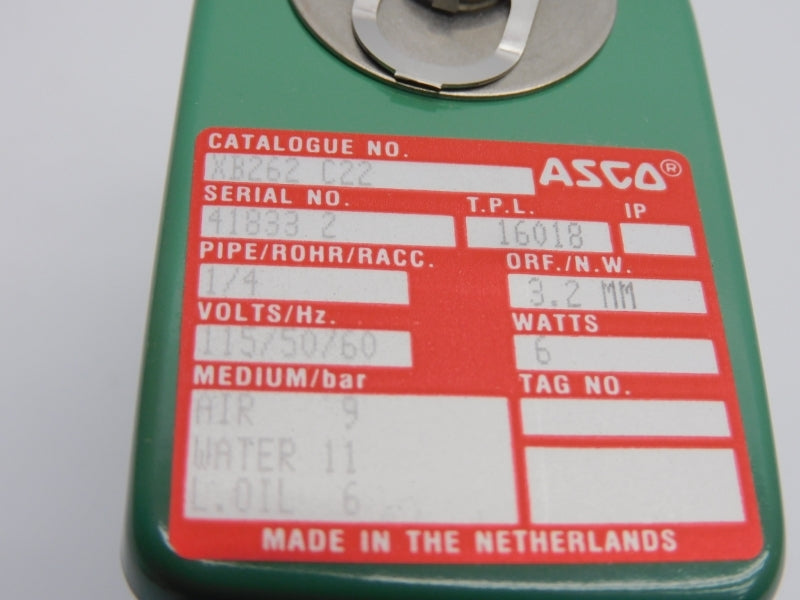 CATALOGUE NO.
XB262 C22
ASCO®
SERIAL NO. T.P.L. IP
41833 2 16018
PIPE/ROHR/RACC. ORF./N.W.
1/4 3.2 MM
VOLTS/Hz. WATTS
115/50/60 6
MEDIUM/bar TAG NO.
AIR 9
WATER 11
L.OIL 6
MADE IN THE NETHERLANDS